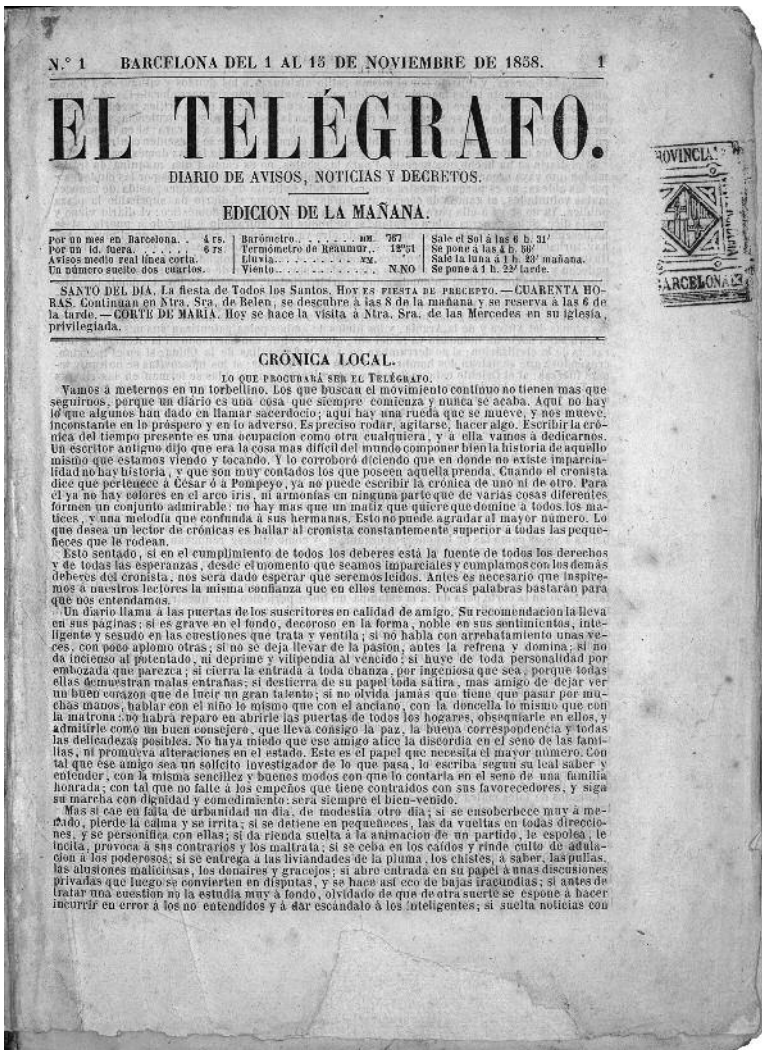 N.° 1 BARCELONA DEL 1 AL 15 DE NOVIEMBRE DE 1858. 1
EL TELÉGRAFO.
DIARIO DE AVISOS, NOTICIAS Y DECRETOS.
EDICION DE LA MAÑANA.
Por un mes en Barcelona. . 4 rs.
Por un id. fuera. . . . . . . 6 rs
Avisos medio real línea corta.
Un número suelto dos cuartos.
Barómetro. . . . . . . . MM. 767
Termómetro de Reaumur,. 12°51
Lluvia. . . . . . . . . . . MM.
Viento. . . . . . . . . . . . N.NO
Sale el Sol á las 6 h. 31'
Se pone á las 4 h. 56'
Sale la luna á 1 h. 23' mañana.
Se pone á 1 h. 22' tarde.
SANTO DEL DIA. La fiesta de Todos los Santos. HOY ES FIESTA DE PRECEPTO.—CUARENTA HO-
RAS. Continuan en Ntra. Sra. de Belen, se descubre á las 8 de la mañana y se reserva á las 6 de
la tarde.—CORTE DE MARÍA. Hoy se hace la visita á Ntra. Sra. de las Mercedes en su iglesia,
privilegiada.
CRÓNICA LOCAL.
LO QUE PROCURARÁ SER EL TELÉGRAFO.
Vamos á meternos en un torbellino. Los que buscan el movimiento continuo no tienen mas que
seguirnos, porque un diario es una cosa que siempre comienza y nunca se acaba. Aquí no hay
lo que algunos han dado en llamar sacerdocio; aquí hay una rueda que se mueve, y nos mueve,
inconstante en lo próspero y en lo adverso. Es preciso rodar, agitarse, hacer algo. Escribir la cró-
nica del tiempo presente es una ocupacion como otra cualquiera, y á ella vamos á dedicarnos.
Un escritor antiguo dijo que era la cosa mas difícil del mundo componer bien la historia de aquello
mismo que estamos viendo y tocando. Y lo corroboró diciendo que en donde no existe imparcia-
lidad no hay historia, y que son muy contados los que poseen aquella prenda. Cuando el cronista
dice que pertenece á César ó á Pompeyo, ya no puede escribir la crónica de uno ni de otro. Para
él ya no hay colores en el arco iris, ni armonías en ninguna parte que de varias cosas diferentes
formen un conjunto admirable: no hay mas que un matiz que quiere que domine á todos los ma-
tices, y una melodía que confunda á sus hermanas. Esto no puede agradar al mayor número. Lo
que desea un lector de crónicas es hallar al cronista constantemente superior á todas las peque-
ñeces que le rodean.
Esto sentado, si en el cumplimiento de todos los deberes está la fuente de todos los derechos
y de todas las esperanzas, desde el momento que seamos imparciales y cumplamos con los demás
deberes del cronista, nos será dado esperar que seremos leidos. Antes es necesario que inspire-
mos á nuestros lectores la misma confianza que en ellos tenemos. Pocas palabras bastarán para
que nos entendamos.
Un diario llama á las puertas de los suscritores en calidad de amigo. Su recomendacion la lleva
en sus páginas: si es grave en el fondo, decoroso en la forma, noble en sus sentimientos, inte-
ligente y sesudo en las cuestiones que trata y ventila; si no habla con arrebatamiento unas ve-
ces, con poco aplomo otras; si no se deja llevar de la pasion, antes la refrena y domina; si no
da incienso al potentado, ni deprime y vilipendia al vencido; si huye de toda personalidad por
embozada que parezca; si cierra la entrada á toda chanza, por ingeniosa que sea, porque todas
ellas demuestran malas entrañas; si destierra de su papel toda sátira, mas amigo de dejar ver
un buen corazon que de lucir un gran talento; si no olvida jamás que tiene que pasar por mu-
chas manos, hablar con el niño lo mismo que con el anciano, con la doncella lo mismo que con
la matrona: no habrá reparo en abrirle las puertas de todos los hogares, obsequiarle en ellos, y
admitirle como un buen consejero, que lleva consigo la paz, la buena correspondencia y todas
las delicadezas posibles. No haya miedo que ese amigo atice la discordia en el seno de las fami-
lias, ni promueva alteraciones en el estado. Este es el papel que necesita el mayor número. Con
tal que ese amigo sea un solícito investigador de lo que pasa, lo escriba segun su leal saber y
entender, con la misma sencillez y buenos modos con que lo contaria en el seno de una familia
honrada; con tal que no falte á los empeños que tiene contraidos con sus favorecedores, y siga
su marcha con dignidad y comedimiento: será siempre el bien-venido.
Mas si cae en falta de urbanidad un dia, de modestia otro dia; si se ensoberbece muy á me-
nudo, pierde la calma y se irrita; si se detiene en pequeñeces, las da vueltas en todas direccio-
nes, y se personifica con ellas; si da rienda suelta á la animacion de un partido, le espolea, le
incita, provoca á sus contrarios y los maltrata; si se ceba en los caidos y rinde culto de adula-
cion á los poderosos; si se entrega á las liviandades de la pluma, los chistes, á saber, las pullas,
las alusiones maliciosas, los donaires y gracejos; si abre entrada en su papel á unas discusiones
privadas que luego se convierten en disputas, y se hace así eco de bajas iracundias; si antes de
tratar una cuestion no la estudia muy á fondo, olvidado de que de otra suerte se espone á hacer
incurrir en error á los no entendidos y á dar escándalo á los inteligentes; si suelta noticias con
ROVINCIA
BARCELONA